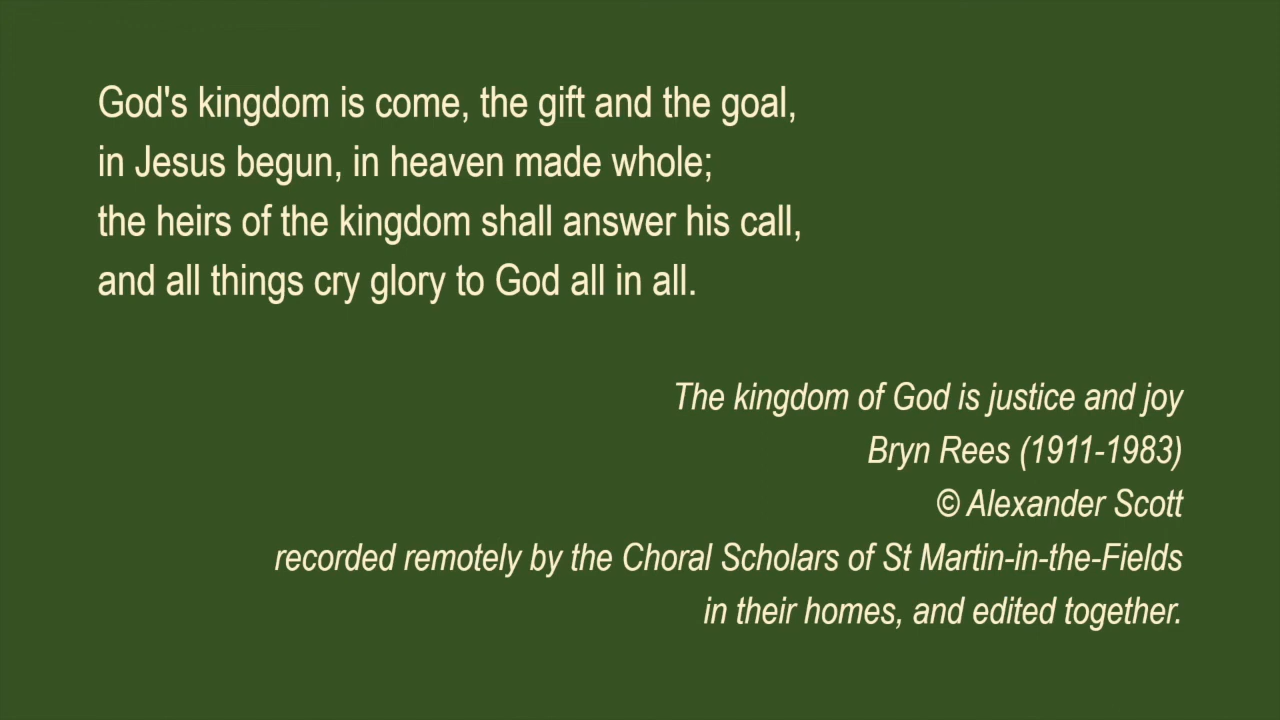 God's kingdom is come, the gift and the goal,
in Jesus begun, in heaven made whole;
the heirs of the kingdom shall answer his call,
and all things cry glory to God all in all.
The kingdom of God is justice and joy
Bryn Rees (1911-1983)
© Alexander Scott
recorded remotely by the Choral Scholars of St Martin-in-the-Fields
in their homes, and edited together.